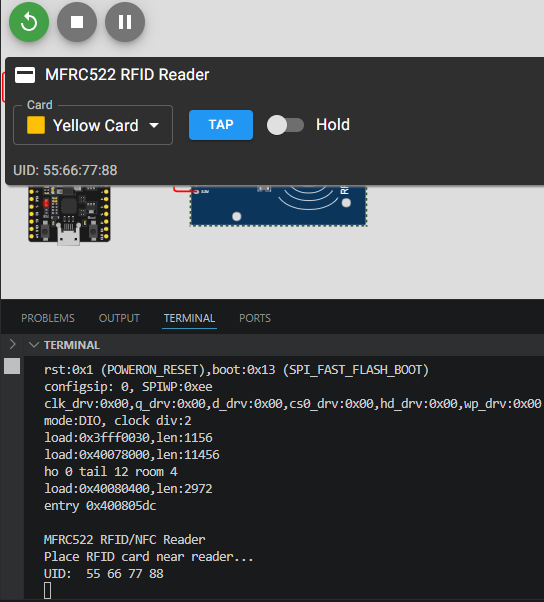 MFRC522 RFID Reader
Card
Yellow Card
TAP
Hold
UID: 55:66:77:88
PROBLEMS OUTPUT TERMINAL PORTS
TERMINAL
rst:0x1 (POWERON_RESET),boot:0x13 (SPI_FAST_FLASH_BOOT)
configsip: 0, SPIWP:0xee
clk_drv:0x00,q_drv:0x00,d_drv:0x00,cs0_drv:0x00,hd_drv:0x00,wp_drv:0x00
mode:DIO, clock div:2
load:0x3fff0030,len:1156
load:0x40078000,len:11456
ho 0 tail 12 room 4
load:0x40080400,len:2972
entry 0x400805dc
MFRC522 RFID/NFC Reader
Place RFID card near reader...
UID: 55 66 77 88